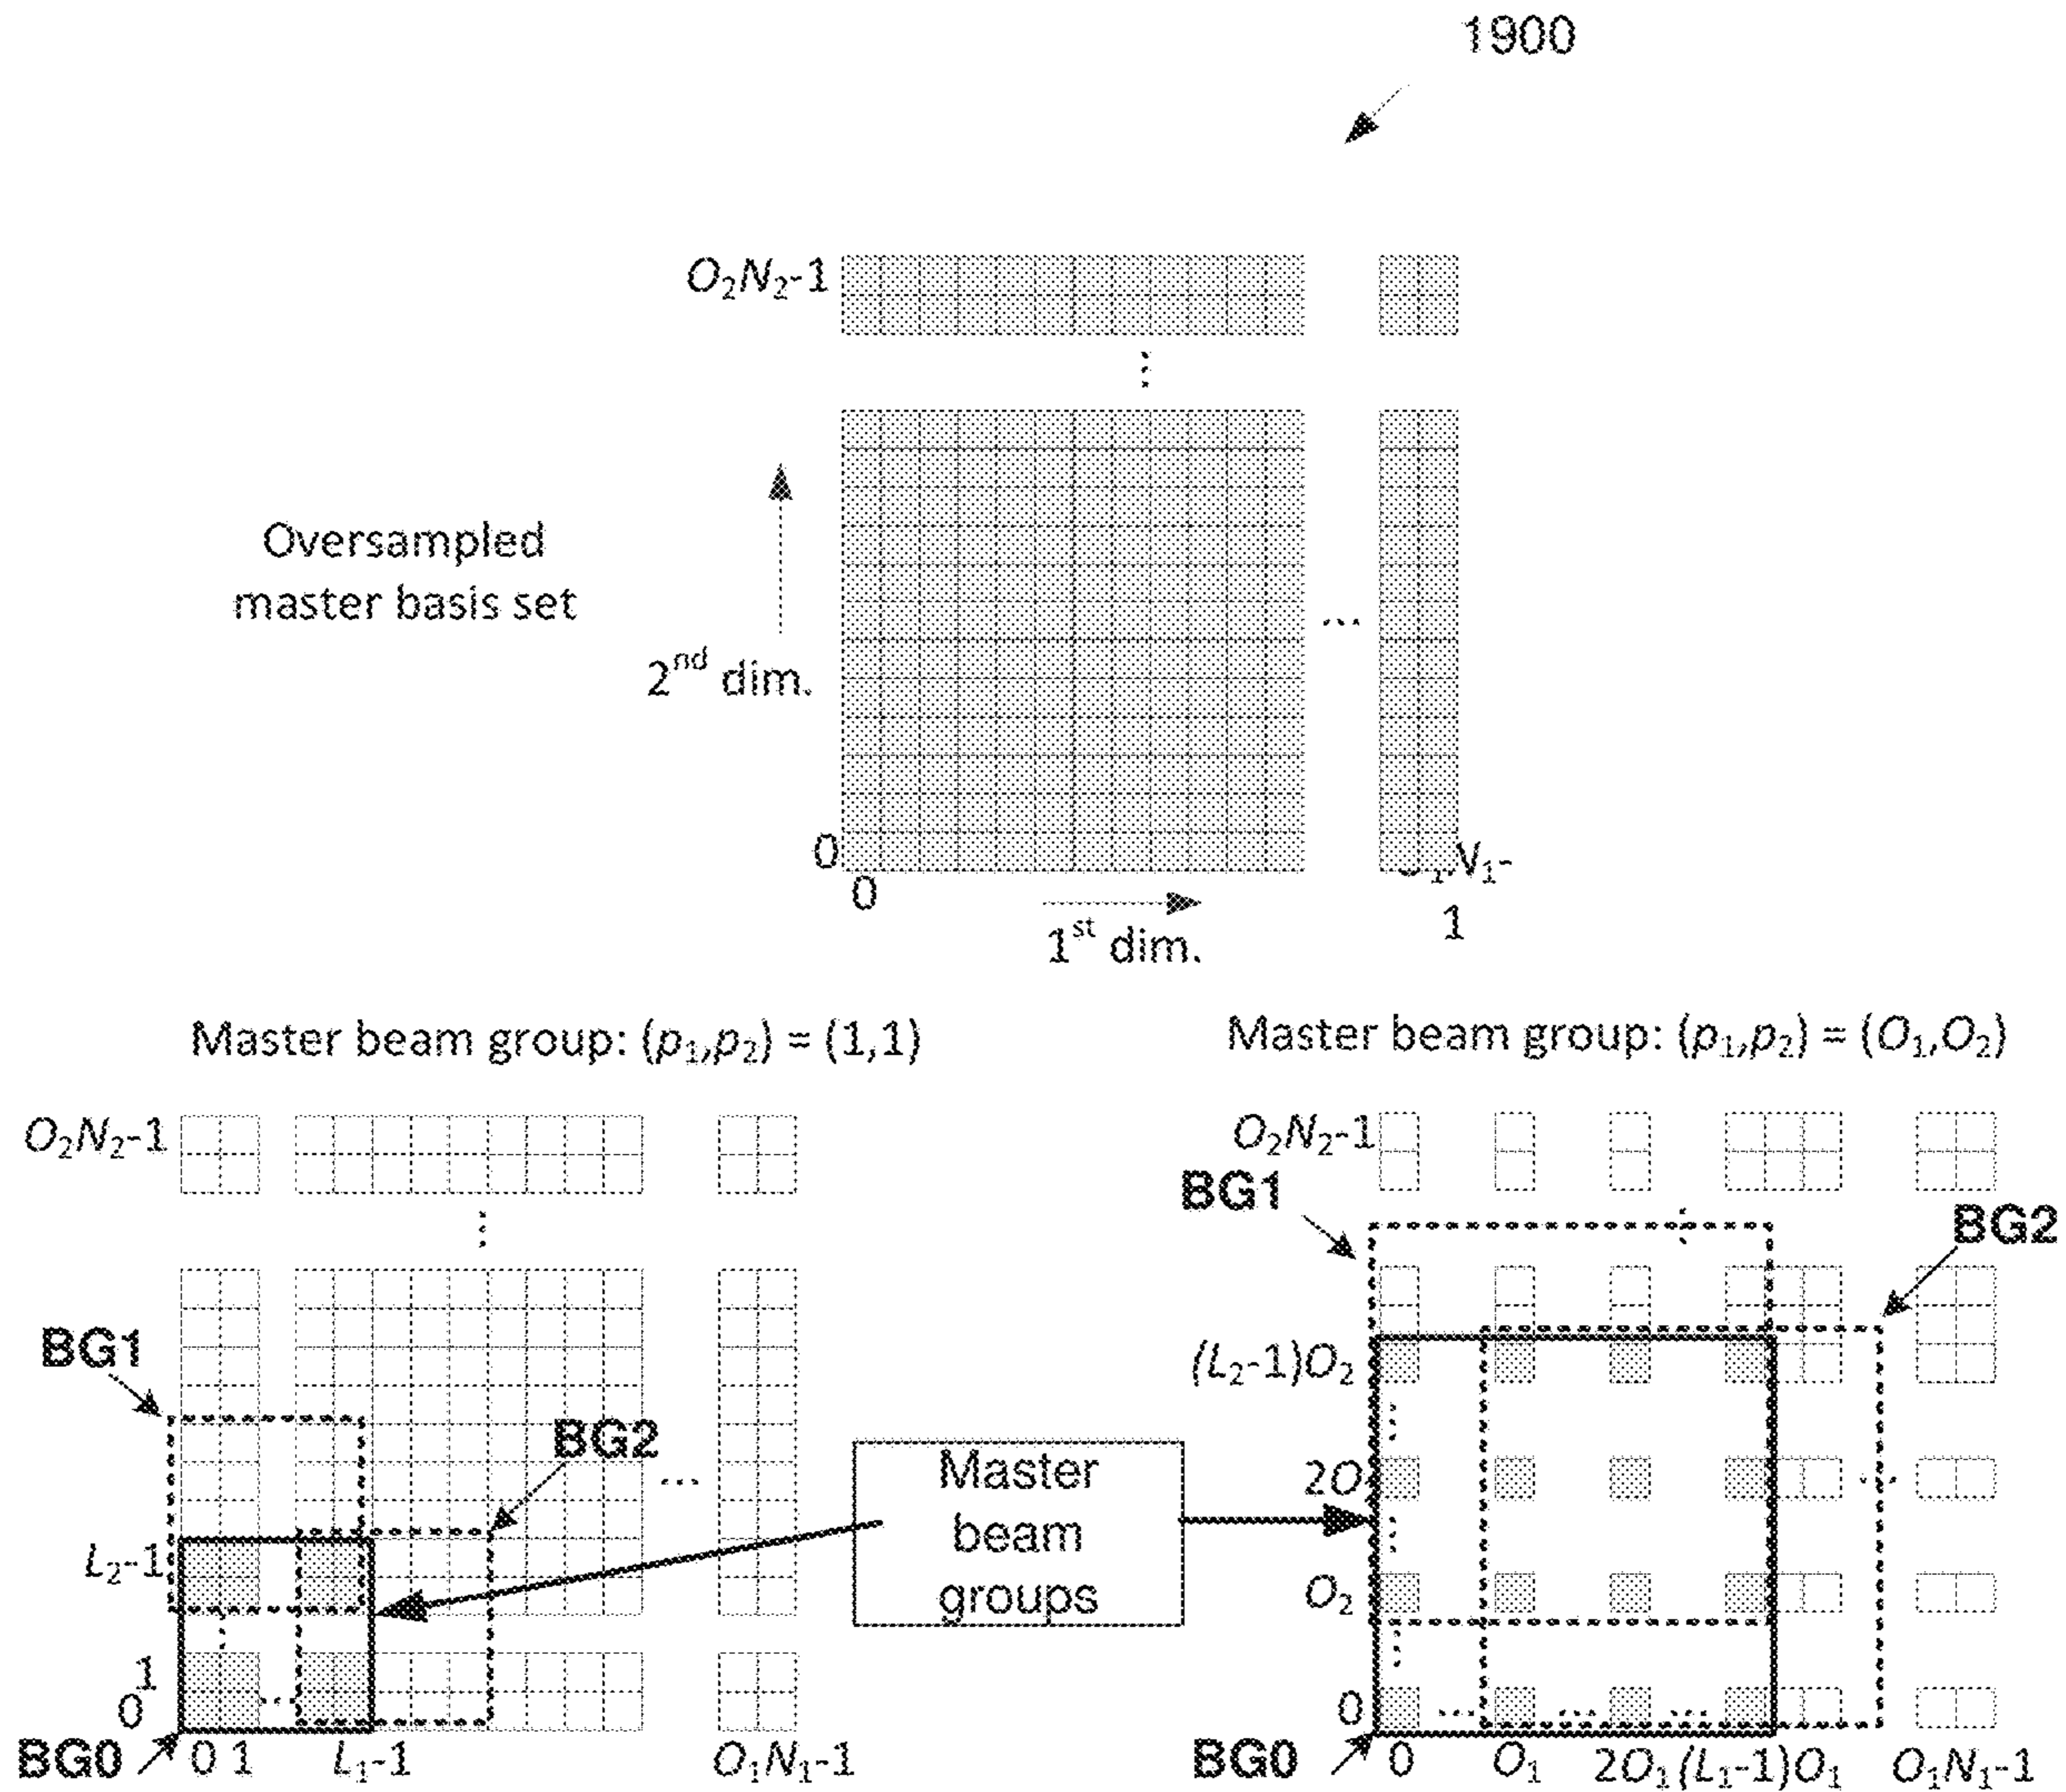 1900
O₂N₂-1
Oversampled
master basis set
2ⁿᵈ dim.
0
0
1ˢᵗ dim.
1
Master beam group: (p₁,p₂) = (1,1)
Master beam group: (p₁,p₂) = (O₁,O₂)
O₂N₂-1
BG1
BG2
L₂-1
1
0
BG0
0 1
L₁-1
O₁N₁-1
Master
beam
groups
O₂N₂-1
BG1
BG2
(L₂-1)O₂
2O
O₂
0
BG0
0
O₁
2O₁
(L₁-1)O₁
O₁N₁-1